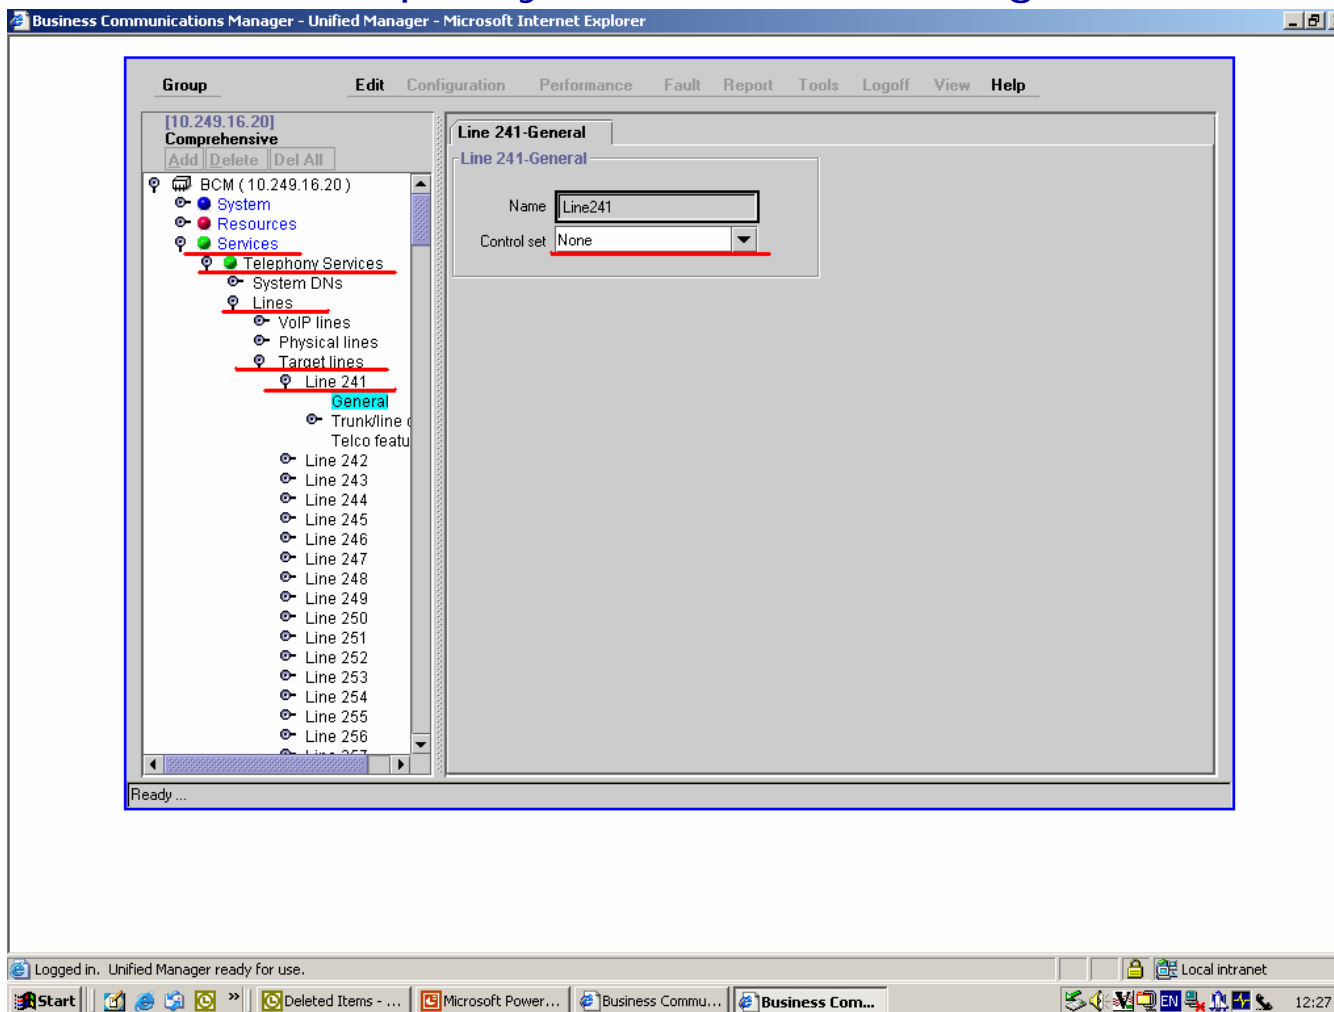 Business Communications Manager - Unified Manager - Microsoft Internet Explorer
Group Edit Configuration Performance Fault Report Tools Logoff View Help
[10.249.16.20]
Comprehensive
Add Delete Del All
BCM ( 10.249.16.20 )
System
Resources
Services
Telephony Services
System DNs
Lines
VoIP lines
Physical lines
Target lines
Line 241
General
Trunk/line
Telco featu
Line 242
Line 243
Line 244
Line 245
Line 246
Line 247
Line 248
Line 249
Line 250
Line 251
Line 252
Line 253
Line 254
Line 255
Line 256
Line 241-General
Line 241-General
Name Line241
Control set None
Ready ...
Logged in. Unified Manager ready for use.
Local intranet
Start
»
Deleted Items - ...
Microsoft Power...
Business Commu...
Business Com...
EN
12:27